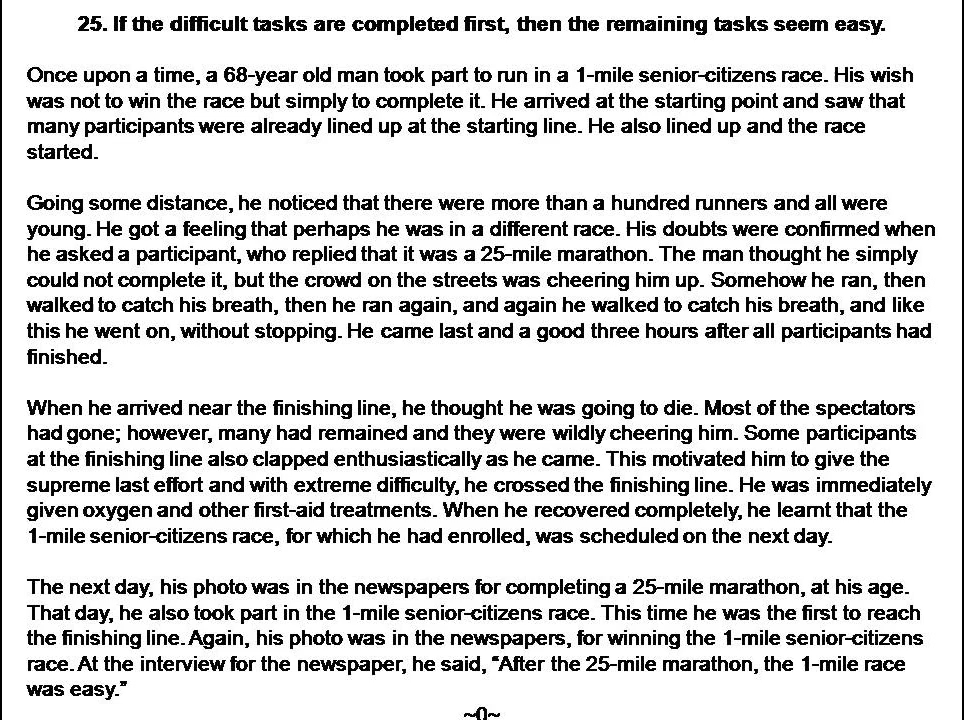 25. If the difficult tasks are completed first, then the remaining tasks seem easy.
Once upon a time, a 68-year old man took part to run in a 1-mile senior-citizens race. His wish
was not to win the race but simply to complete it. He arrived at the starting point and saw that
many participants were already lined up at the starting line. He also lined up and the race
started.
Going some distance, he noticed that there were more than a hundred runners and all were
young. He got a feeling that perhaps he was in a different race. His doubts were confirmed when
he asked a participant, who replied that it was a 25-mile marathon. The man thought he simply
could not complete it, but the crowd on the streets was cheering him up. Somehow he ran, then
walked to catch his breath, then he ran again, and again he walked to catch his breath, and like
this he went on, without stopping. He came last and a good three hours after all participants had
finished.
When he arrived near the finishing line, he thought he was going to die. Most of the spectators
had gone; however, many had remained and they were wildly cheering him. Some participants
at the finishing line also clapped enthusiastically as he came. This motivated him to give the
supreme last effort and with extreme difficulty, he crossed the finishing line. He was immediately
given oxygen and other first-aid treatments. When he recovered completely, he learnt that the
1-mile senior-citizens race, for which he had enrolled, was scheduled on the next day.
The next day, his photo was in the newspapers for completing a 25-mile marathon, at his age.
That day, he also took part in the 1-mile senior-citizens race. This time he was the first to reach
the finishing line. Again, his photo was in the newspapers, for winning the 1-mile senior-citizens
race. At the interview for the newspaper, he said, “After the 25-mile marathon, the 1-mile race
was easy.”
~0~